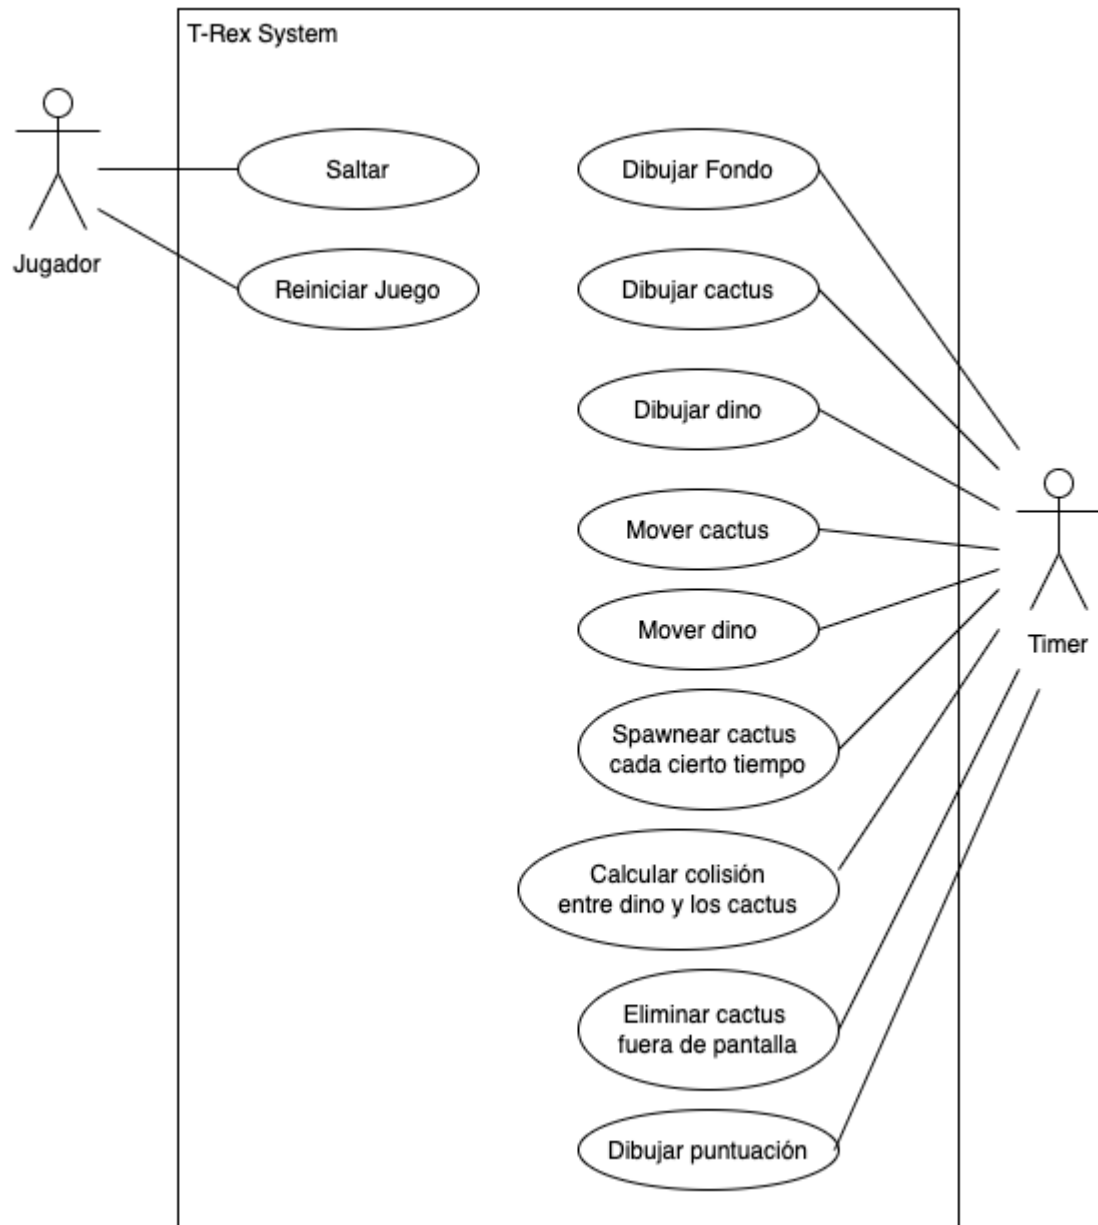 T-Rex System
Saltar
Dibujar Fondo
Jugador
Reiniciar Juego
Dibujar cactus
Dibujar dino
Mover cactus
Mover dino
Timer
Spawnear cactus
cada cierto tiempo
Calcular colisión
entre dino y los cactus
Eliminar cactus
fuera de pantalla
Dibujar puntuación